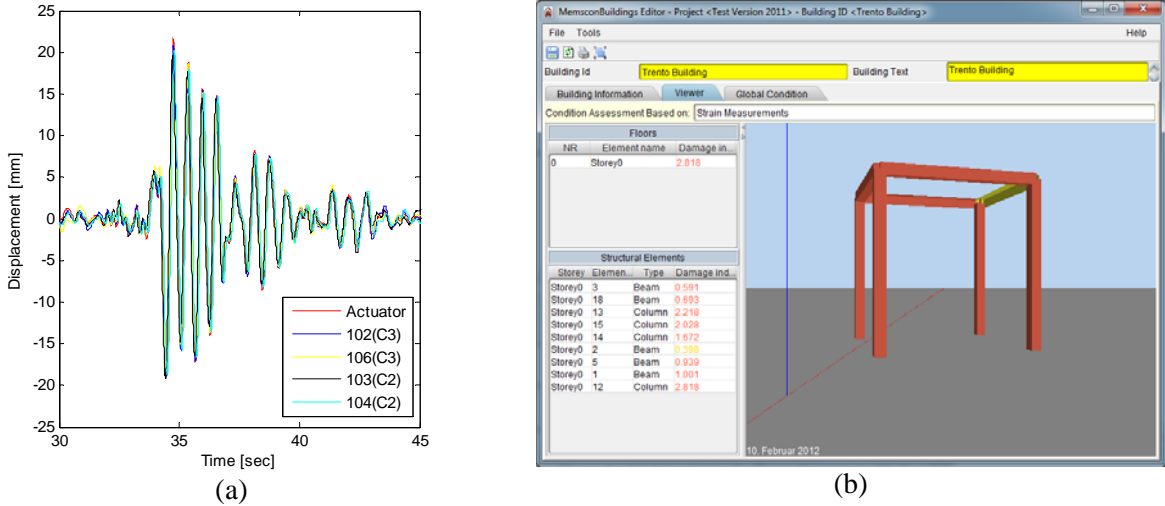 25
20
15
10
5
0
-5
-10
-15
-20
-25
30 35 40 45
Displacement [mm]
Time [sec]
Actuator
102(C3)
106(C3)
103(C2)
104(C2)
(a)
MemsconBuildings Editor - Project <Test Version 2011> - Building ID <Trento Building>
File Tools Help
Building Id Trento Building Building Text Trento Building
Building Information Viewer Global Condition
Condition Assessment Based on: Strain Measurements
Floors
NR Element name Damage in...
0 Storey0 2.818
Structural Elements
Storey Elemen... Type Damage ind...
Storey0 3 Beam 0.591
Storey0 18 Beam 0.693
Storey0 13 Column 2.218
Storey0 15 Column 2.028
Storey0 14 Column 1.672
Storey0 2 Beam 0.398
Storey0 5 Beam 0.939
Storey0 1 Beam 1.001
Storey0 12 Column 2.818
10. Februar 2012
(b)